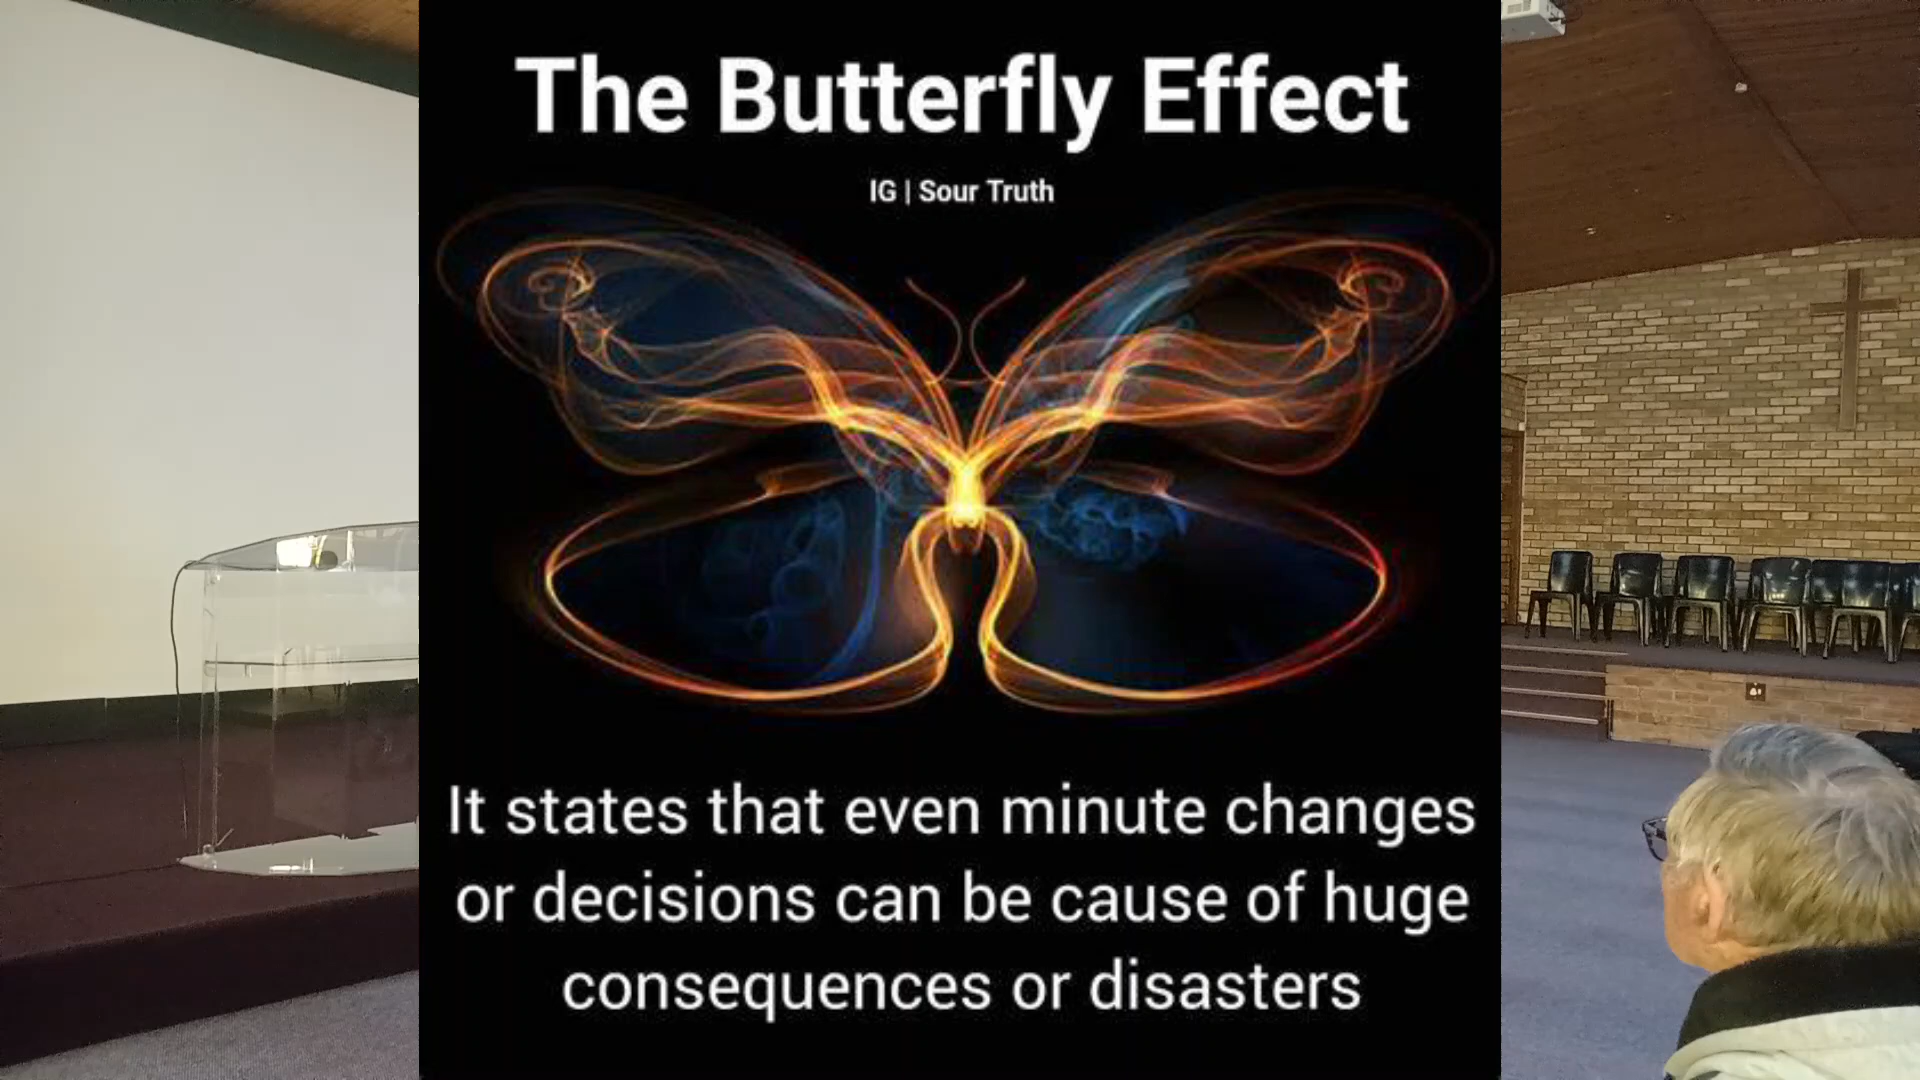 The Butterfly Effect
IG | Sour Truth
It states that even minute changes
or decisions can be cause of huge
consequences or disasters